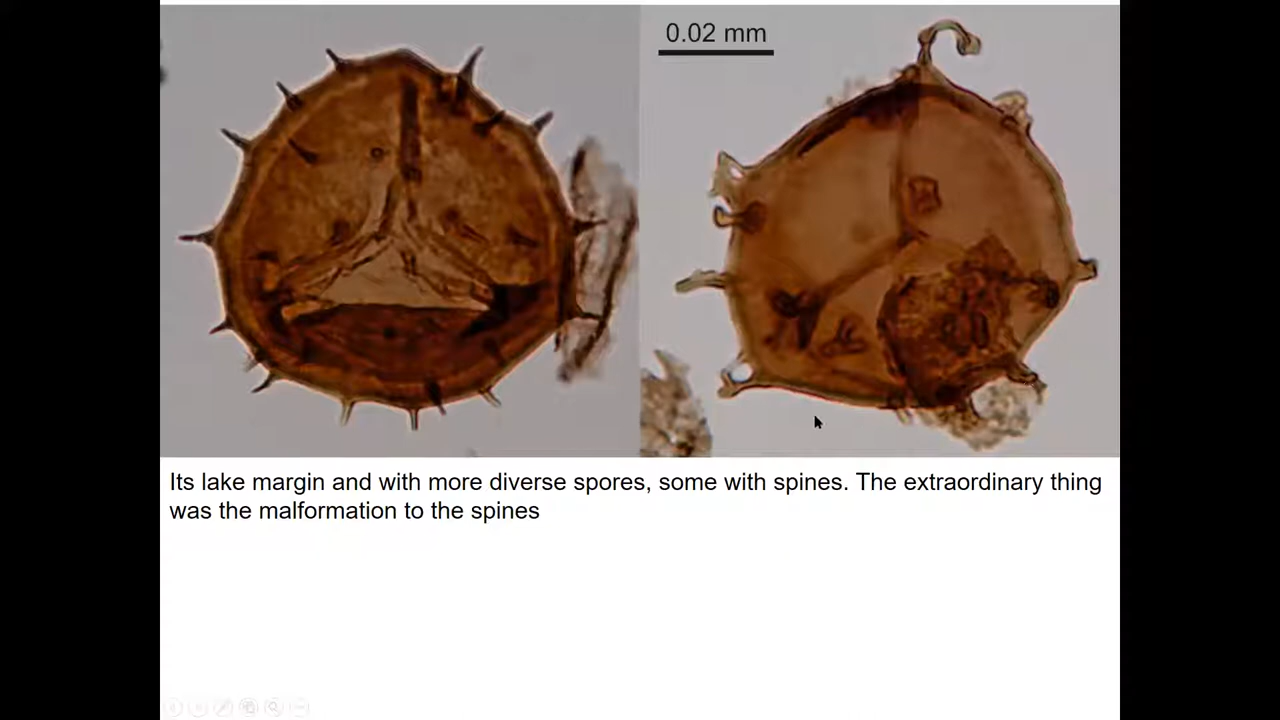 0.02 mm
Its lake margin and with more diverse spores, some with spines. The extraordinary thing
was the malformation to the spines